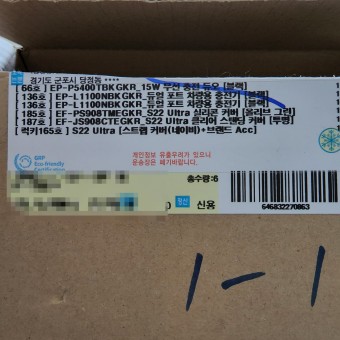 경기도 군포시 당정동 ****
[ 66호 ] EP-P5400TBKGKR_15W 무선 충전 듀오 [블랙]
[ 136호 ] EP-L1100NBKGKR_듀얼 포트 차량용 충전기 [블랙]
[ 136호 ] EP-L1100NBKGKR_듀얼 포트 차량용 충전기 [블랙]
[ 185호 ] EF-PS908TMEGKR_S22 Ultra 실리콘 커버 [올리브 그린]
[ 187호 ] EF-JS908CTEGKR_S22 Ultra 클리어 스탠딩 커버 [투명]
[ 럭키165호 ] S22 Ultra [스트랩 커버(네이비)+브랜드 Acc]
GRP
Eco-friendly
Certification
개인정보 유출우려가 있으니
운송장은 폐기바랍니다.
총수량:6
신용
646832270863
1-1